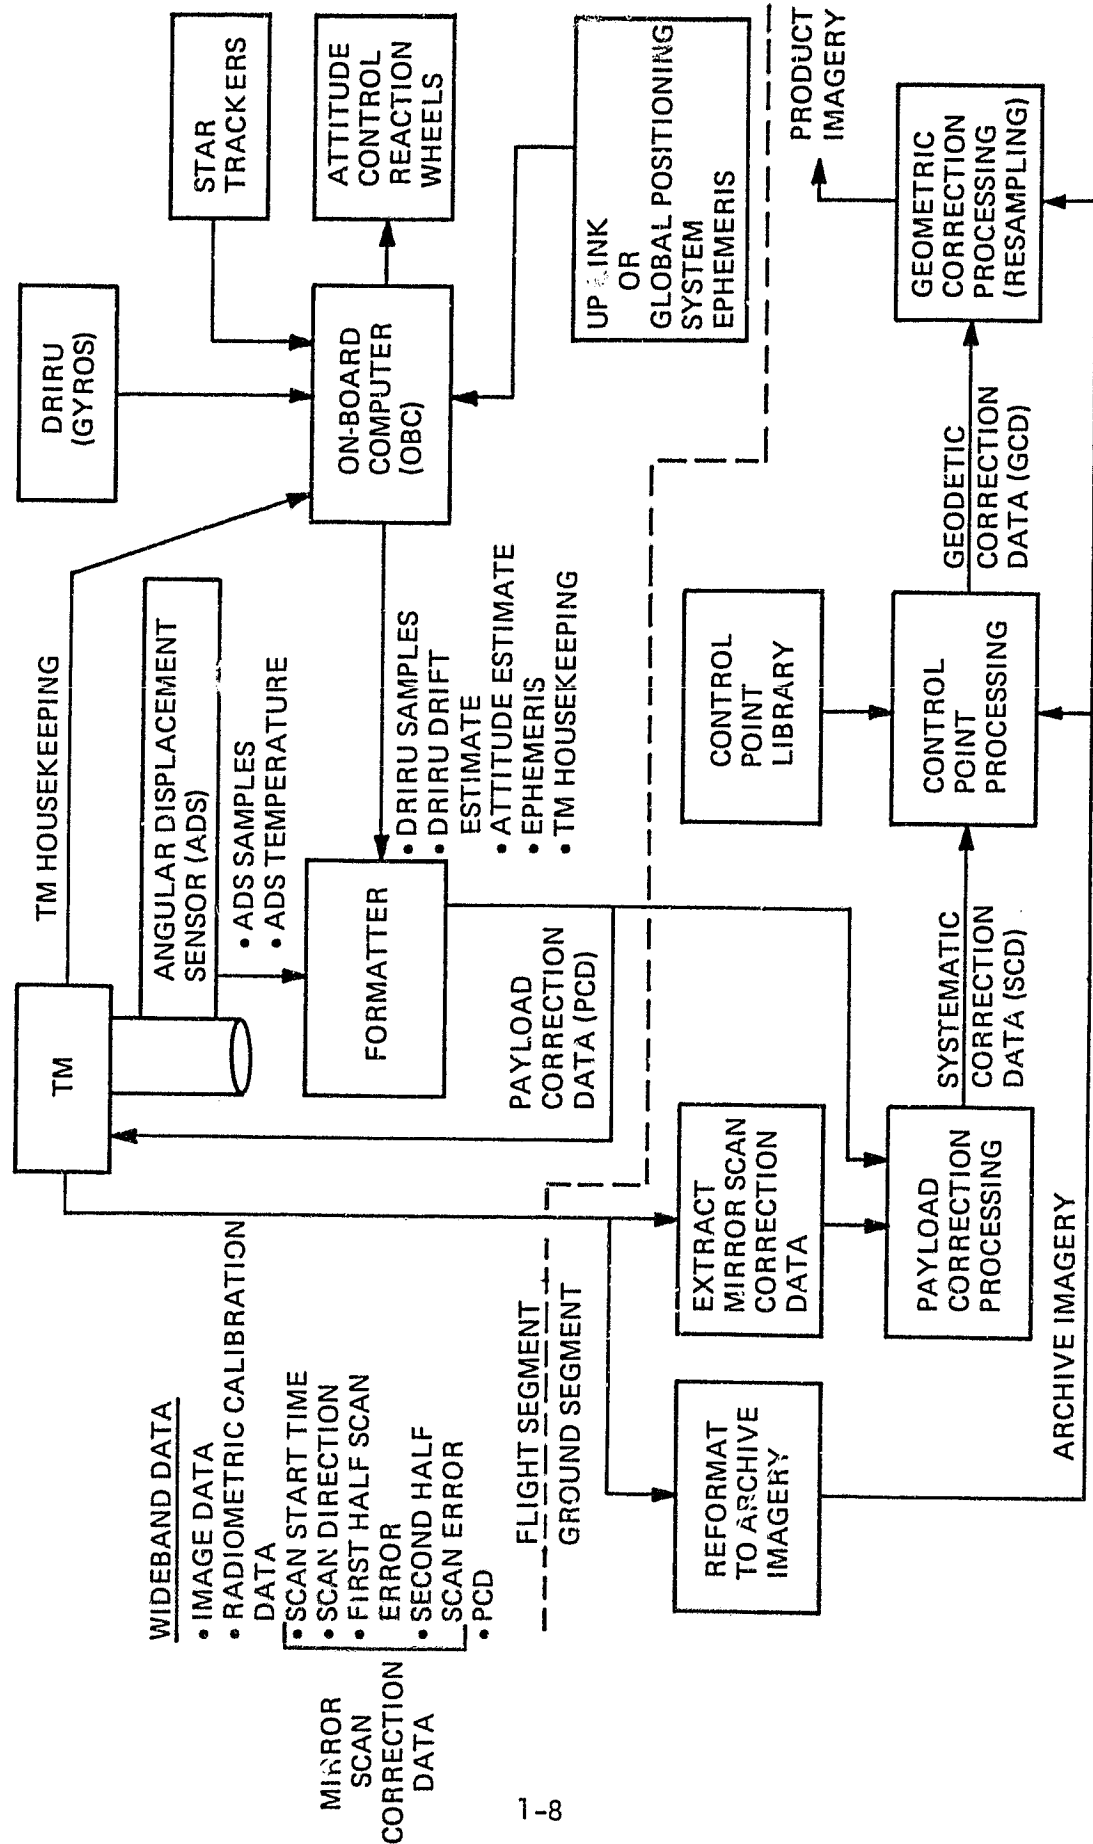 WIDEBAND DATA
• IMAGE DATA
• RADIOMETRIC CALIBRATION
DATA
• SCAN START TIME
• SCAN DIRECTION
• FIRST HALF SCAN
ERROR
• SECOND HALF
SCAN ERROR
• PCD
MIRROR
SCAN
CORRECTION
DATA
TM
TM HOUSEKEEPING
ANGULAR DISPLACEMENT
SENSOR (ADS)
• ADS SAMPLES
• ADS TEMPERATURE
FORMATTER
PAYLOAD
CORRECTION
DATA (PCD)
• DRIRU SAMPLES
• DRIRU DRIFT
ESTIMATE
• ATTITUDE ESTIMATE
• EPHEMERIS
• TM HOUSEKEEPING
DRIRU
(GYROS)
STAR
TRACKERS
ON-BOARD
COMPUTER
(OBC)
ATTITUDE
CONTROL
REACTION
WHEELS
OR
GLOBAL POSITIONING
SYSTEM
EPHEMERIS
FLIGHT SEGMENT
GROUND SEGMENT
REFORMAT
TO ARCHIVE
IMAGERY
EXTRACT
MIRROR SCAN
CORRECTION
DATA
PAYLOAD
CORRECTION
PROCESSING
SYSTEMATIC
CORRECTION
DATA (SCD)
CONTROL
POINT
LIBRARY
CONTROL
POINT
PROCESSING
GEODETIC
CORRECTION
DATA (GCD)
GEOMETRIC
CORRECTION
PROCESSING
(RESAMPLING)
PRODUCT
IMAGERY
ARCHIVE IMAGERY
1-8